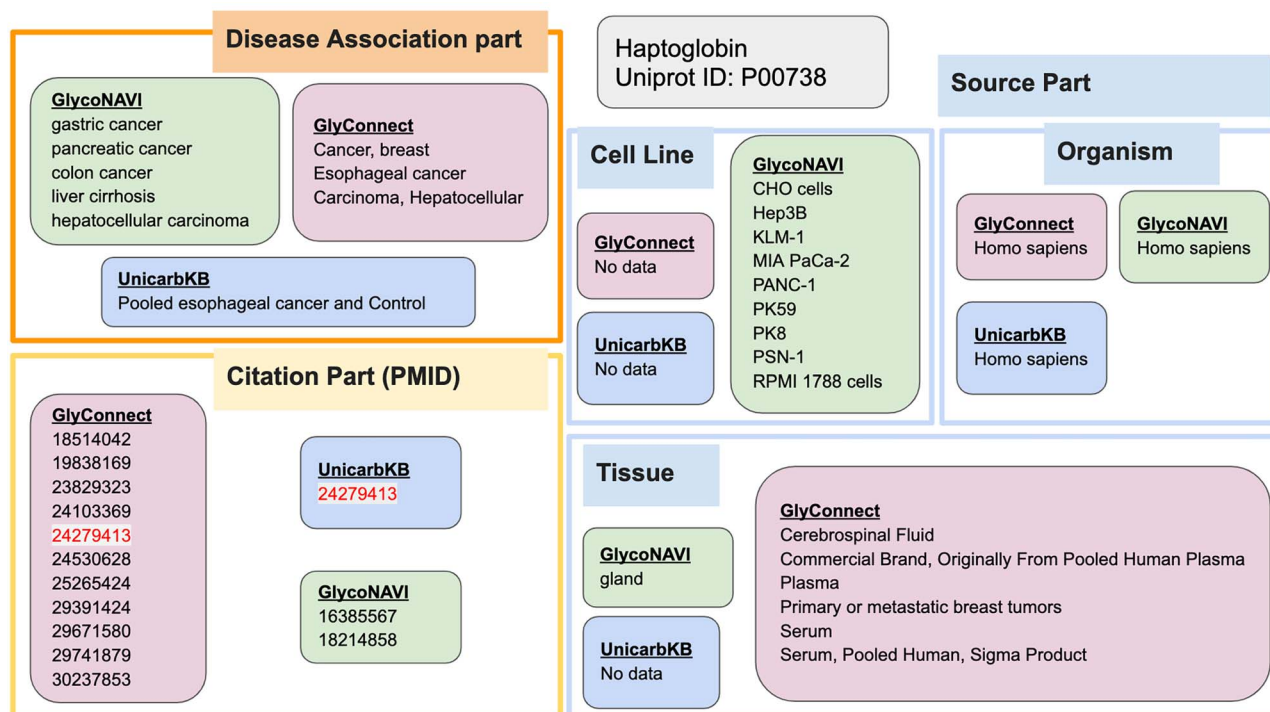 Disease Association part
GlycoNAVI
gastric cancer
pancreatic cancer
colon cancer
liver cirrhosis
hepatocellular carcinoma
GlyConnect
Cancer, breast
Esophageal cancer
Carcinoma, Hepatocellular
UnicarbKB
Pooled esophageal cancer and Control
Haptoglobin
Uniprot ID: P00738
Source Part
Cell Line
GlyConnect
No data
UnicarbKB
No data
GlycoNAVI
CHO cells
Hep3B
KLM-1
MIA PaCa-2
PANC-1
PK59
PK8
PSN-1
RPMI 1788 cells
Organism
GlyConnect
Homo sapiens
GlycoNAVI
Homo sapiens
UnicarbKB
Homo sapiens
Citation Part (PMID)
GlyConnect
18514042
19838169
23829323
24103369
24279413
24530628
25265424
29391424
29671580
29741879
30237853
UnicarbKB
24279413
GlycoNAVI
16385567
18214858
Tissue
GlycoNAVI
gland
UnicarbKB
No data
GlyConnect
Cerebrospinal Fluid
Commercial Brand, Originally From Pooled Human Plasma
Plasma
Primary or metastatic breast tumors
Serum
Serum, Pooled Human, Sigma Product